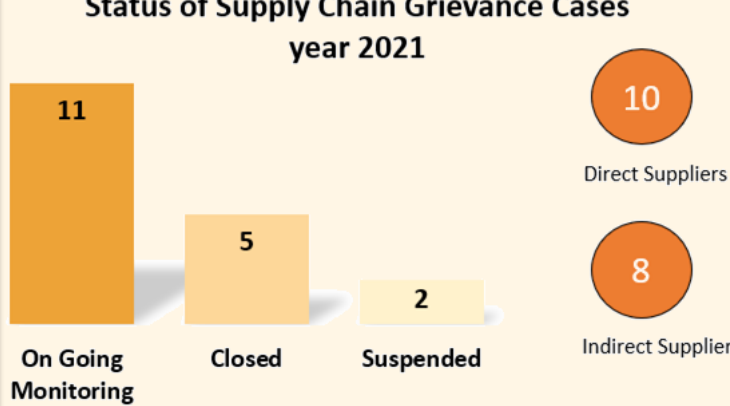 Status of Supply Chain Grievance Cases
year 2021
11
5
2
On Going
Monitoring
Closed
Suspended
10
Direct Suppliers
8
Indirect Supplier